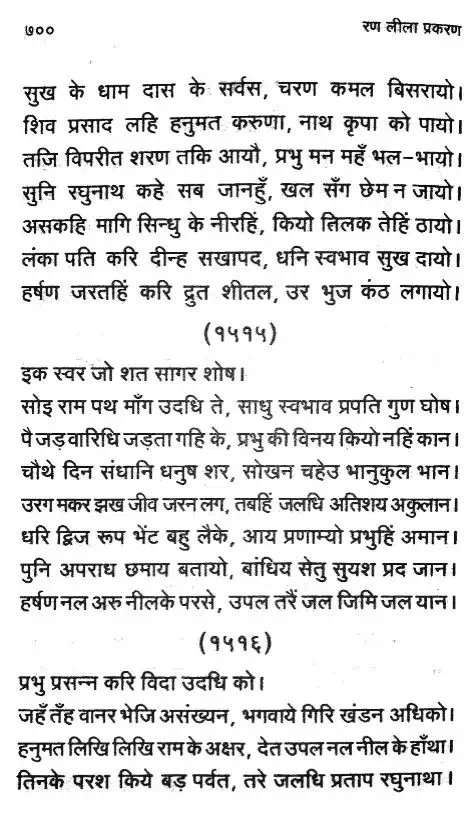 ७००
रण लीला प्रकरण
सुख के धाम दास के सर्वस, चरण कमल बिसरायो।
शिव प्रसाद लहि हनुमत करुणा, नाथ कृपा को पायो।
तजि विपरीत शरण तकि आयौ, प्रभु मन महँ भल-भायो।
सुनि रघुनाथ कहे सब जानहुँ, खल सँग छेम न जायो।
असकहि मागि सिन्धु के नीरहिं, कियो तिलक तेहिं ठायो।
लंका पति करि दीन्ह सखापद, धनि स्वभाव सुख दायो।
हर्षण जरतहिं करि द्रुत शीतल, उर भुज कंठ लगायो।
(१५१५)
इक स्वर जो शत सागर शोष।
सोइ राम पथ माँग उदधि ते, साधु स्वभाव प्रपति गुण घोष।
पै जड़ वारिधि जड़ता गहि के, प्रभु की विनय कियो नहिं कान।
चौथे दिन संधानि धनुष शर, सोखन चहेउ भानुकुल भान।
उरग मकर झख जीव जरन लग, तबहिं जलधि अतिशय अकुलान।
धरि द्विज रूप भेंट बहु लैके, आय प्रणाम्यो प्रभुहिं अमान।
पुनि अपराध छमाय बतायो, बांधिय सेतु सुयश प्रद जान।
हर्षण नल अरु नीलके परसे, उपल तरैं जल जिमि जल यान।
(१५१६)
प्रभु प्रसन्न करि विदा उदधि को।
जहँ तँह वानर भेजि असंख्यन, भगवाये गिरि खंडन अधिको।
हनुमत लिखि लिखि राम के अक्षर, देत उपल नल नील के हाँथा।
तिनके परश किये बड़ पर्वत, तरे जलधि प्रताप रघुनाथा।